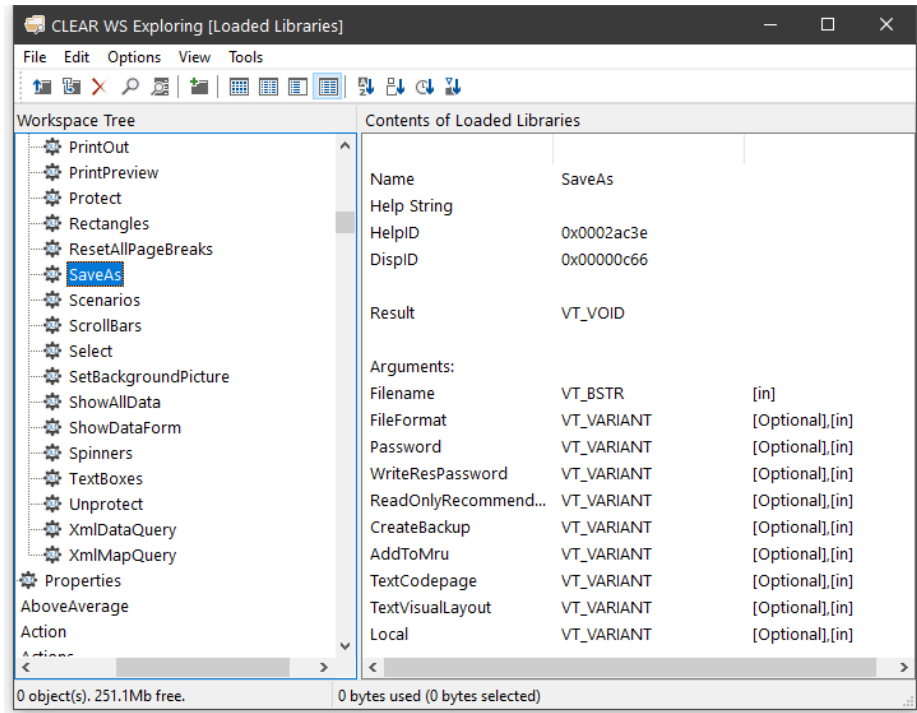 CLEAR WS Exploring [Loaded Libraries]
File Edit Options View Tools
Workspace Tree
PrintOut
PrintPreview
Protect
Rectangles
ResetAllPageBreaks
SaveAs
Scenarios
ScrollBars
Select
SetBackgroundPicture
ShowAllData
ShowDataForm
Spinners
TextBoxes
Unprotect
XmlDataQuery
XmlMapQuery
Properties
AboveAverage
Action
Actions
Contents of Loaded Libraries
Name SaveAs
Help String
HelpID 0x0002ac3e
DispID 0x00000c66
Result VT_VOID
Arguments:
Filename VT_BSTR [in]
FileFormat VT_VARIANT [Optional],[in]
Password VT_VARIANT [Optional],[in]
WriteResPassword VT_VARIANT [Optional],[in]
ReadOnlyRecommend... VT_VARIANT [Optional],[in]
CreateBackup VT_VARIANT [Optional],[in]
AddToMru VT_VARIANT [Optional],[in]
TextCodepage VT_VARIANT [Optional],[in]
TextVisualLayout VT_VARIANT [Optional],[in]
Local VT_VARIANT [Optional],[in]
0 object(s). 251.1Mb free.
0 bytes used (0 bytes selected)